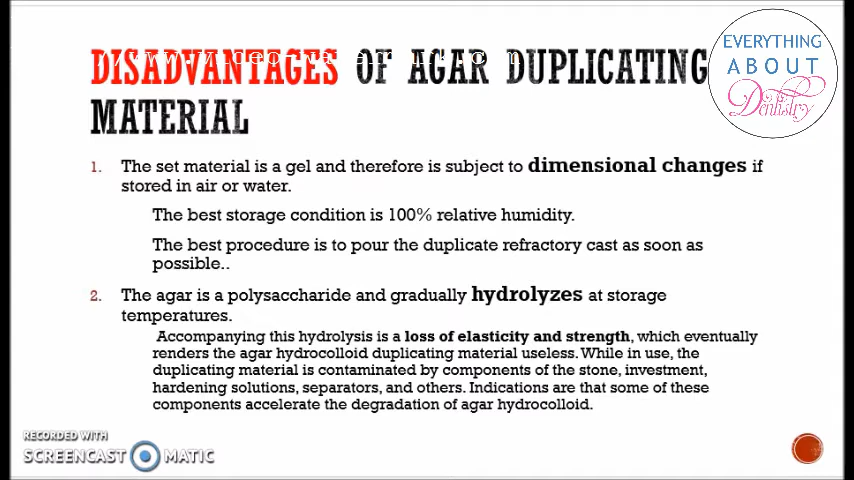 DISADVANTAGES OF AGAR DUPLICATING
MATERIAL
EVERYTHING
ABOUT
Dentistry
1. The set material is a gel and therefore is subject to dimensional changes if
stored in air or water.
The best storage condition is 100% relative humidity.
The best procedure is to pour the duplicate refractory cast as soon as
possible..
2. The agar is a polysaccharide and gradually hydrolyzes at storage
temperatures.
Accompanying this hydrolysis is a loss of elasticity and strength, which eventually
renders the agar hydrocolloid duplicating material useless. While in use, the
duplicating material is contaminated by components of the stone, investment,
hardening solutions, separators, and others. Indications are that some of these
components accelerate the degradation of agar hydrocolloid.
RECORDED WITH
SCREENCAST MATIC